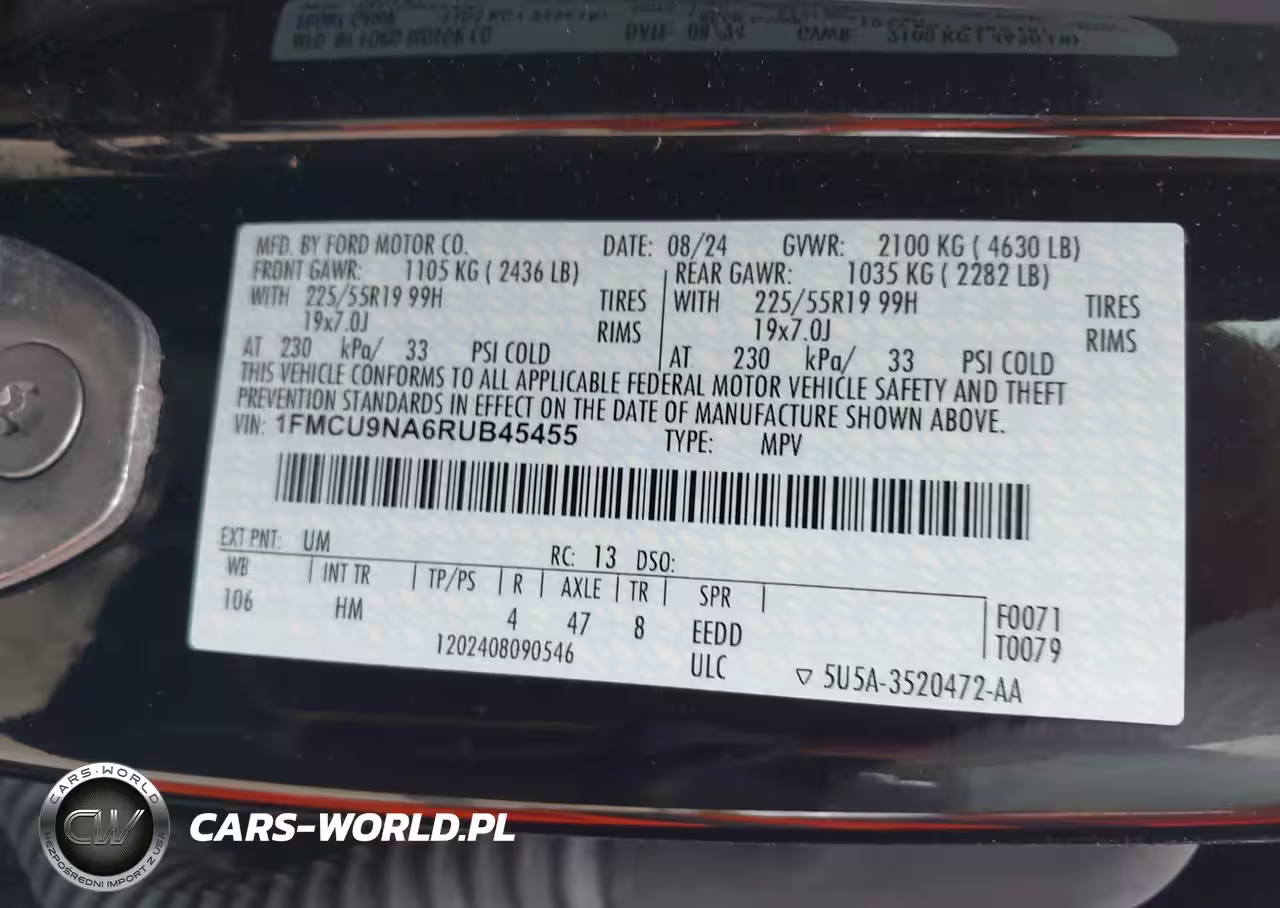 MFD. BY FORD MOTOR CO. DATE: 08/24 GVWR: 2100 KG ( 4630 LB)
FRONT GAWR: 1105 KG ( 2436 LB) REAR GAWR: 1035 KG ( 2282 LB)
WITH 225/55R19 99H TIRES WITH 225/55R19 99H TIRES
19x7.0J RIMS 19x7.0J RIMS
AT 230 kPa/ 33 PSI COLD AT 230 kPa/ 33 PSI COLD
THIS VEHICLE CONFORMS TO ALL APPLICABLE FEDERAL MOTOR VEHICLE SAFETY AND THEFT
PREVENTION STANDARDS IN EFFECT ON THE DATE OF MANUFACTURE SHOWN ABOVE.
VIN: 1FMCU9NA6RUB45455 TYPE: MPV
EXT PNT: UM RC: 13 DSO:
WB INT TR TP/PS R AXLE TR SPR
106 HM 4 47 8 EEDD
F0071
T0079
1202408090546 ULC ▽ 5U5A-3520472-AA
CARS-WORLD
CW
BEZPOŚREDNI IMPORT Z USA
CARS-WORLD.PL